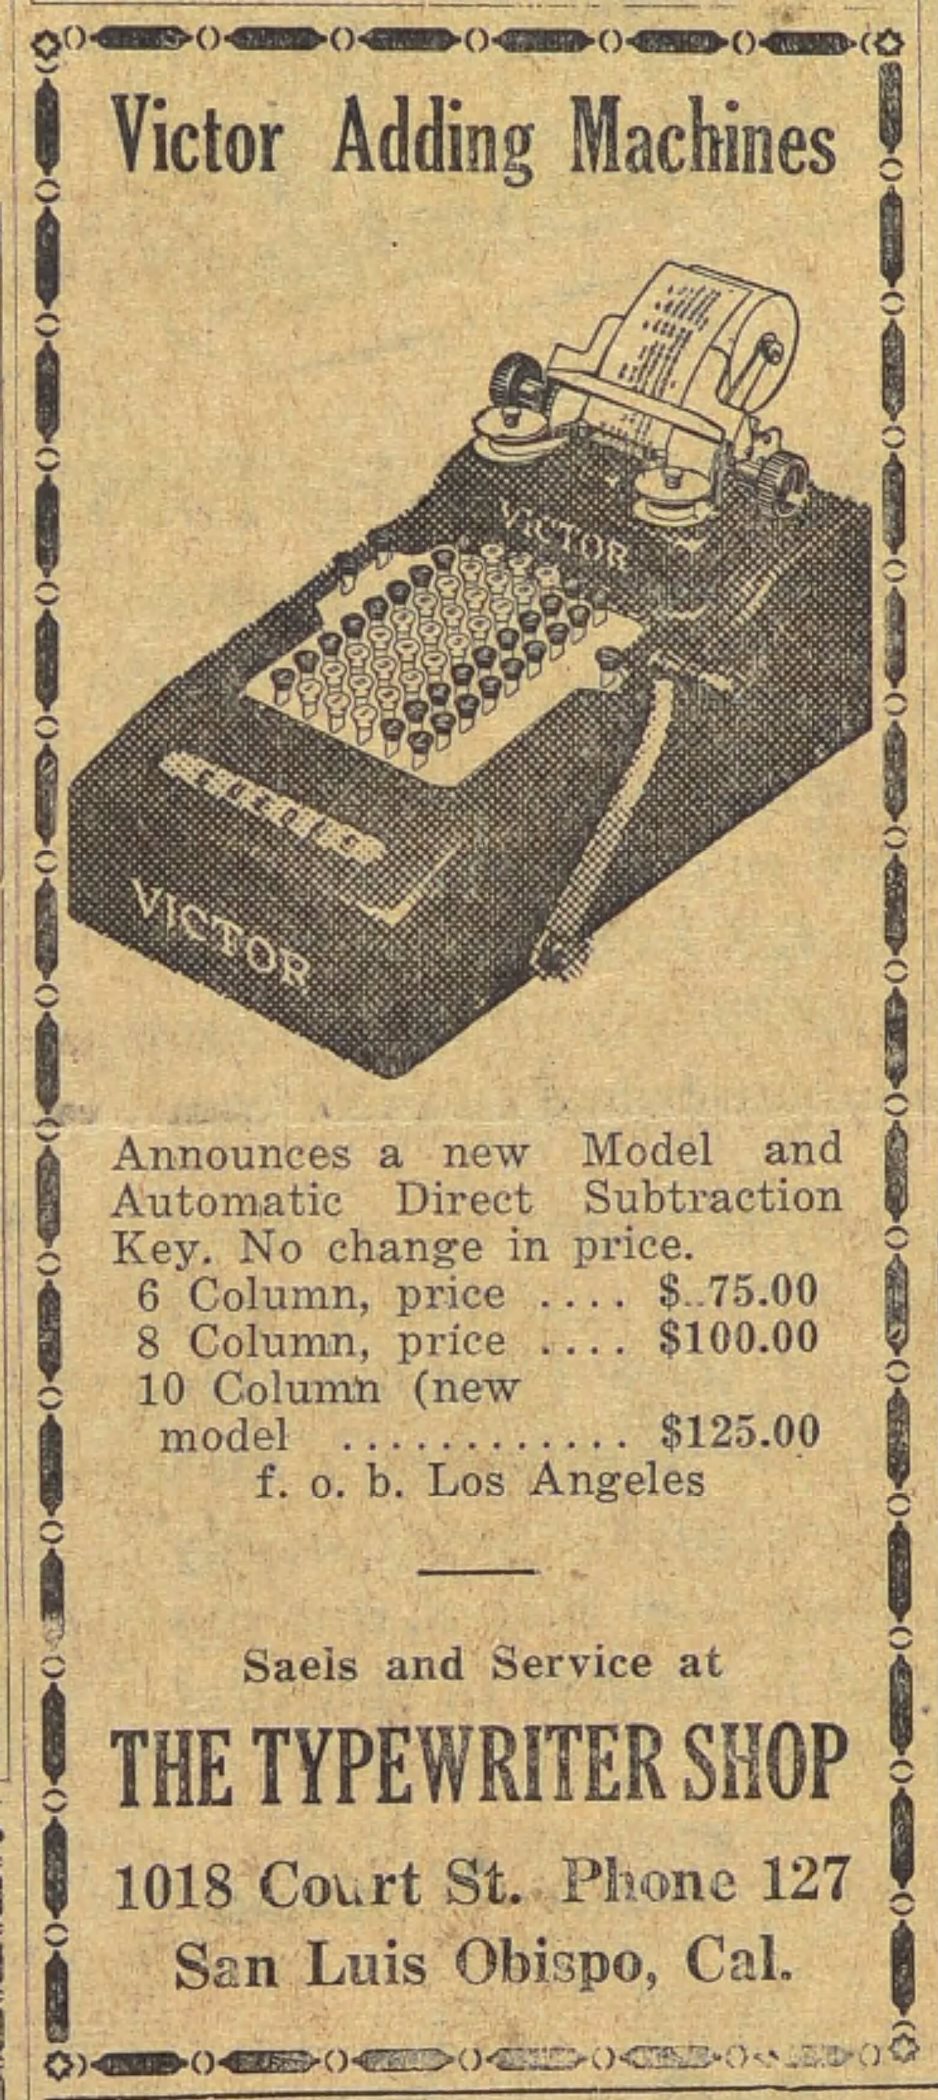 Victor Adding Machines
VICTOR
VICTOR
Announces a new Model and
Automatic Direct Subtraction
Key. No change in price.
6 Column, price .... $..75.00
8 Column, price .... $100.00
10 Column (new
model ............ $125.00
f. o. b. Los Angeles
Saels and Service at
THE TYPEWRITER SHOP
1018 Court St. Phone 127
San Luis Obispo, Cal.